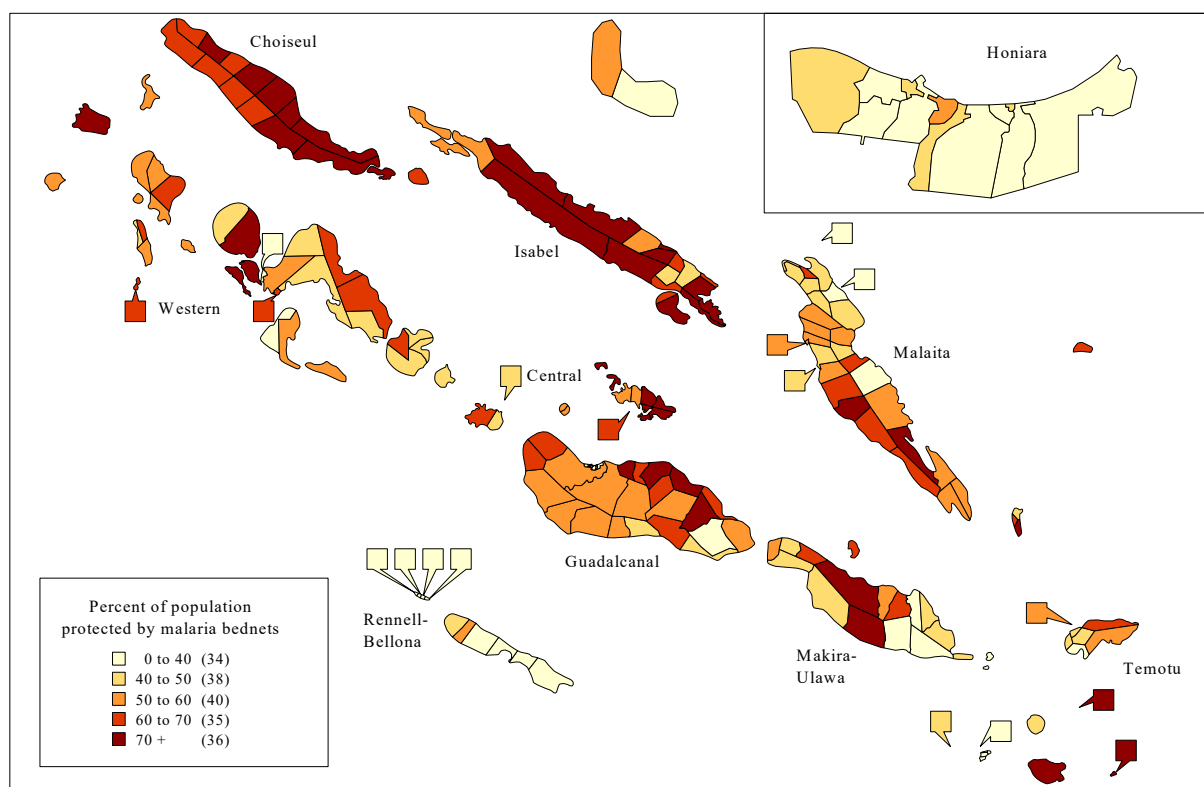 Choiseul
Honiara
Isabel
Western
Malaita
Central
Guadalcanal
Rennell-
Bellona
Makira-
Ulawa
Temotu
Percent of population
protected by malaria bednets
0 to 40 (34)
40 to 50 (38)
50 to 60 (40)
60 to 70 (35)
70 + (36)